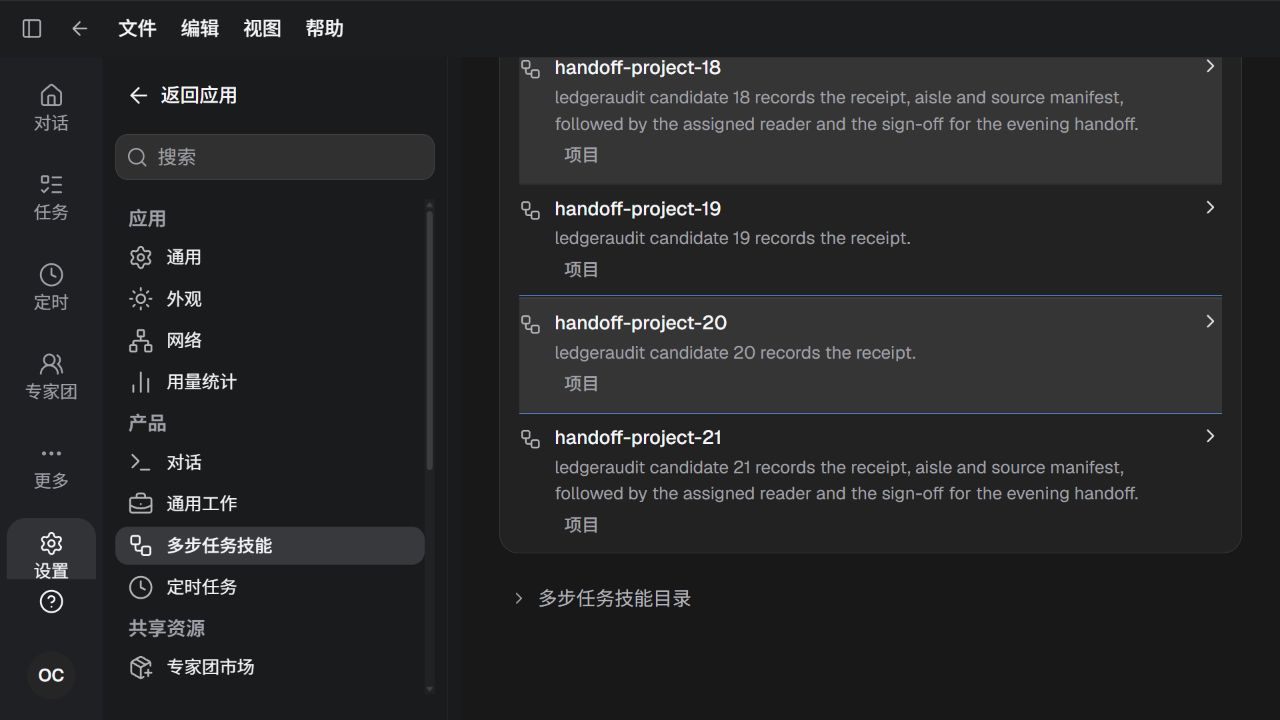 文件 编辑 视图 帮助
对话
任务
定时
专家团
更多
设置
OC
返回应用
搜索
应用
通用
外观
网络
用量统计
产品
对话
通用工作
多步任务技能
定时任务
共享资源
专家团市场
handoff-project-18
ledgeraudit candidate 18 records the receipt, aisle and source manifest,
followed by the assigned reader and the sign-off for the evening handoff.
项目
handoff-project-19
ledgeraudit candidate 19 records the receipt.
项目
handoff-project-20
ledgeraudit candidate 20 records the receipt.
项目
handoff-project-21
ledgeraudit candidate 21 records the receipt, aisle and source manifest,
followed by the assigned reader and the sign-off for the evening handoff.
项目
多步任务技能目录